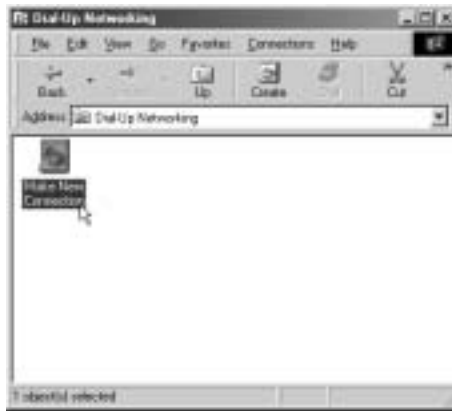 Dial-Up Networking
File Edit View Go Favorites Connections Help
Back Up Create Dial Cut
Address Dial-Up Networking
Make New
Connection
1 object(s) selected